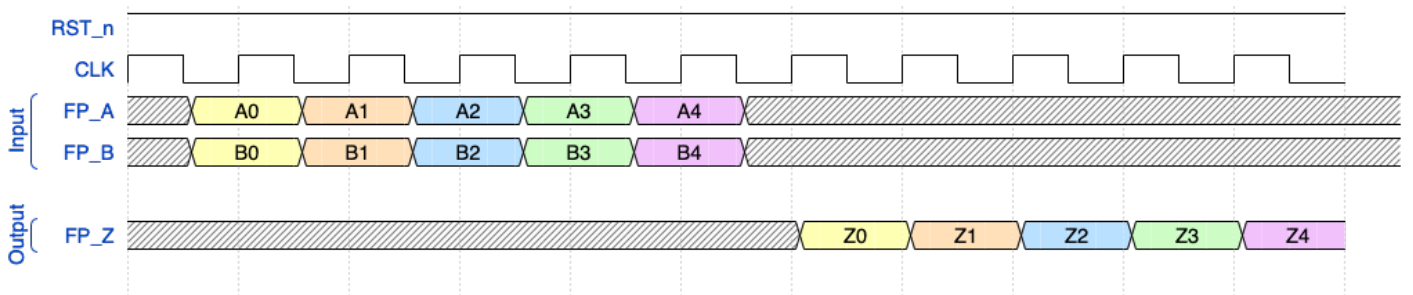 RST_n
CLK
Input
FP_A A0 A1 A2 A3 A4
FP_B B0 B1 B2 B3 B4
Output
FP_Z Z0 Z1 Z2 Z3 Z4